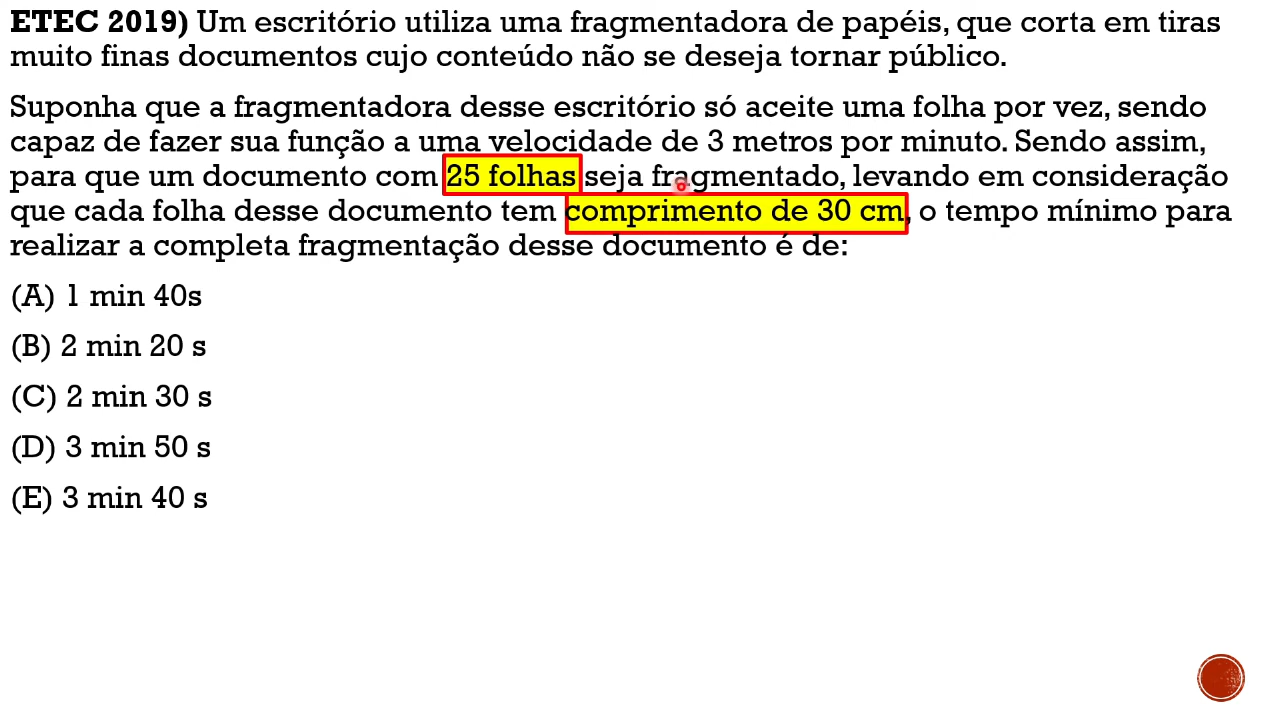 ETEC 2019) Um escritório utiliza uma fragmentadora de papéis, que corta em tiras
muito finas documentos cujo conteúdo não se deseja tornar público.
Suponha que a fragmentadora desse escritório só aceite uma folha por vez, sendo
capaz de fazer sua função a uma velocidade de 3 metros por minuto. Sendo assim,
para que um documento com 25 folhas seja fragmentado, levando em consideração
que cada folha desse documento tem comprimento de 30 cm, o tempo mínimo para
realizar a completa fragmentação desse documento é de:
(A) 1 min 40s
(B) 2 min 20 s
(C) 2 min 30 s
(D) 3 min 50 s
(E) 3 min 40 s